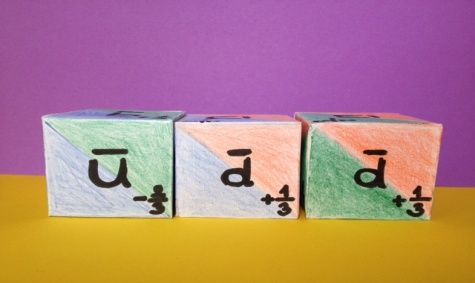 ū -2/3
d̄ +1/3
d̄ +1/3